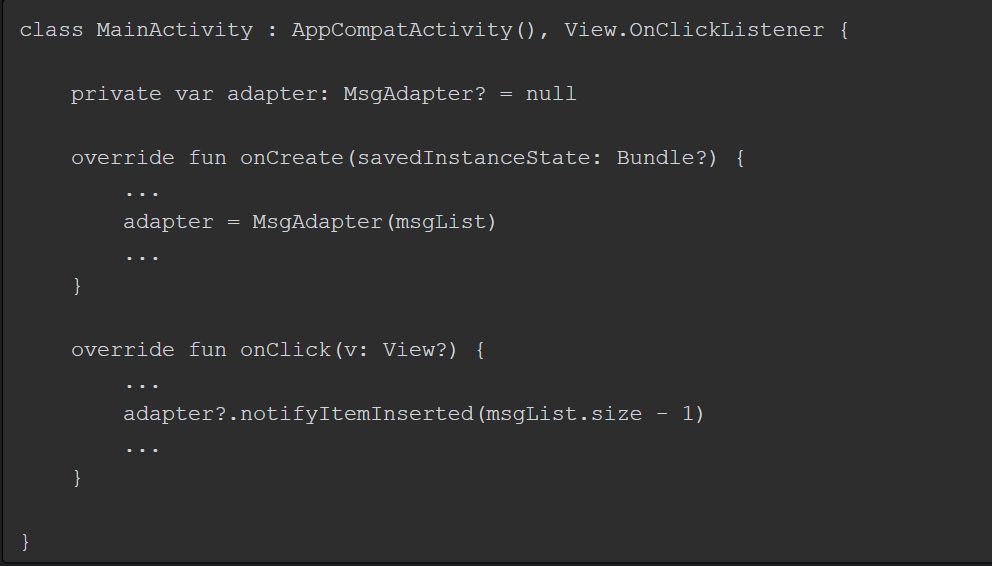 class MainActivity : AppCompatActivity(), View.OnClickListener {
    private var adapter: MsgAdapter? = null
    override fun onCreate(savedInstanceState: Bundle?) {
        ...
        adapter = MsgAdapter(msgList)
        ...
    }
    override fun onClick(v: View?) {
        ...
        adapter?.notifyItemInserted(msgList.size - 1)
        ...
    }
}